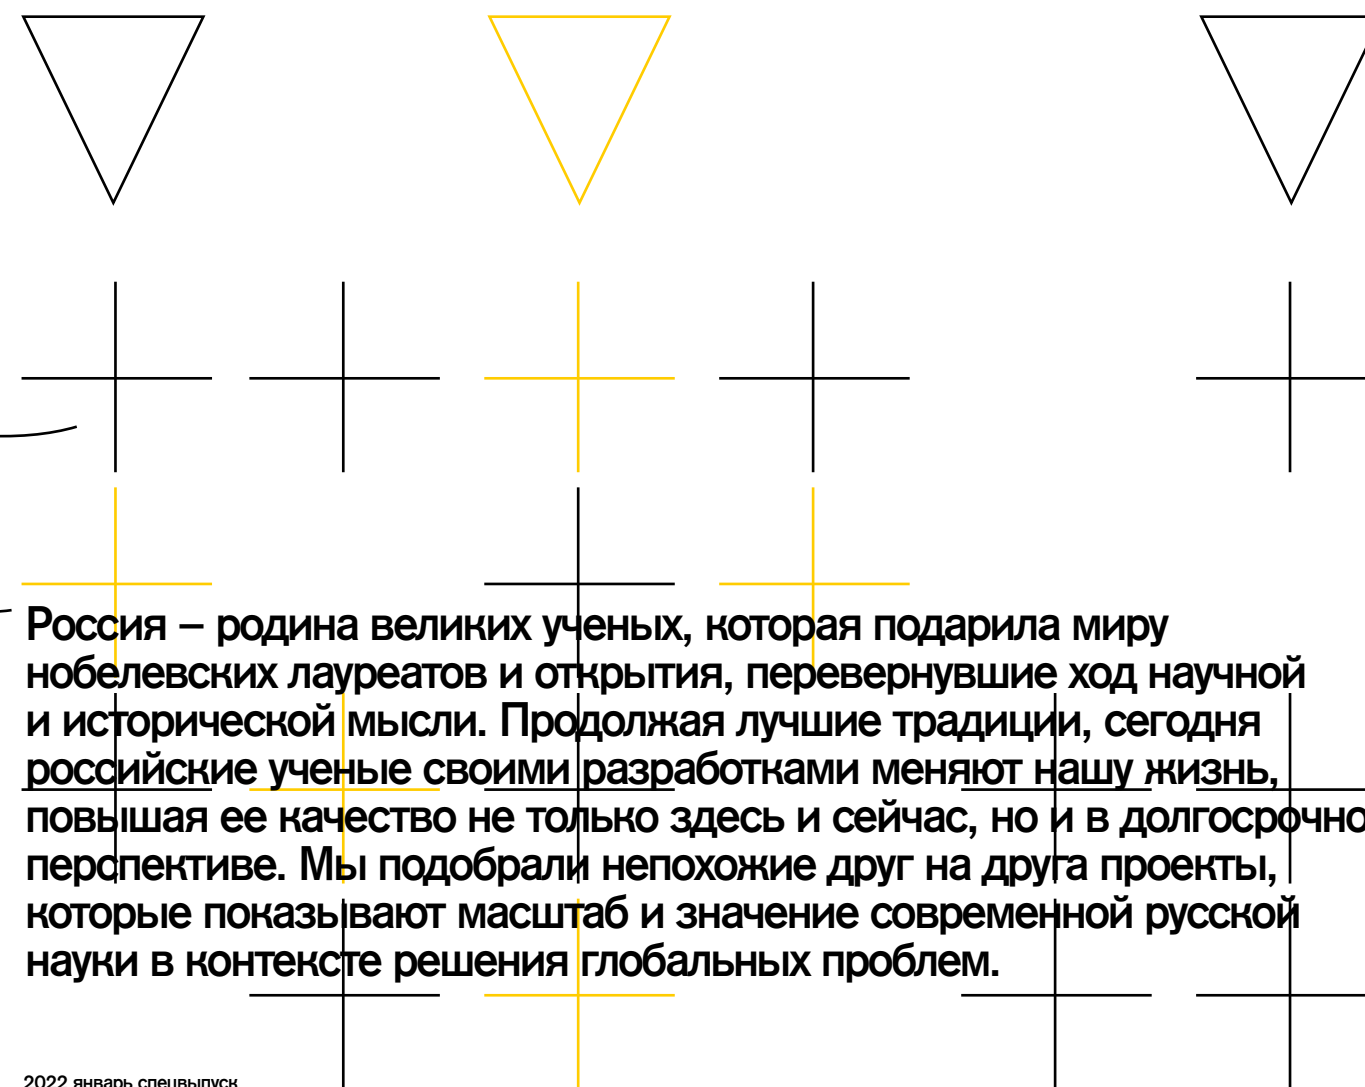 Россия – родина великих ученых, которая подарила миру
нобелевских лауреатов и открытия, перевернувшие ход научной
и исторической мысли. Продолжая лучшие традиции, сегодня
российские ученые своими разработками меняют нашу жизнь,
повышая ее качество не только здесь и сейчас, но и в долгосрочно
перспективе. Мы подобрали непохожие друг на друга проекты,
которые показывают масштаб и значение современной русской
науки в контексте решения глобальных проблем.
2022 январь спецвыпуск